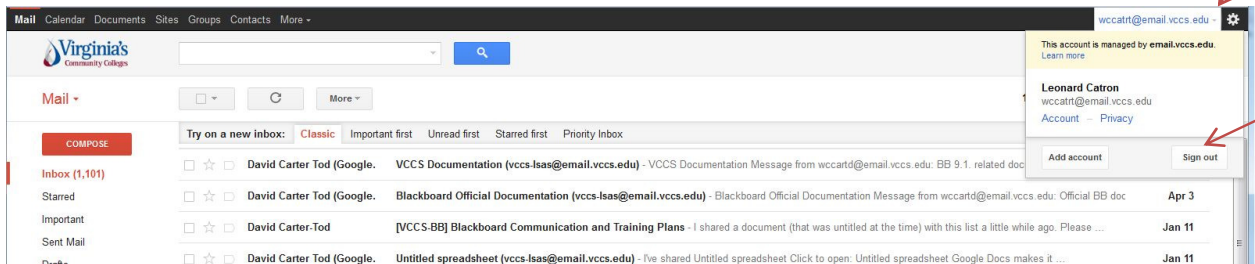 Mail Calendar Documents Sites Groups Contacts More
wccatrt@email.vccs.edu
This account is managed by email.vccs.edu.
Learn more
Virginia's
Community Colleges
Leonard Catron
wccatrt@email.vccs.edu
Account – Privacy
Mail
More
1
Add account
Sign out
COMPOSE
Try on a new inbox: Classic Important first Unread first Starred first Priority Inbox
Inbox (1,101)
David Carter Tod (Google. VCCS Documentation (vccs-lsas@email.vccs.edu) - VCCS Documentation Message from wccartd@email.vccs.edu: BB 9.1. related doc
Starred
David Carter Tod (Google. Blackboard Official Documentation (vccs-lsas@email.vccs.edu) - Blackboard Official Documentation Message from wccartd@email.vccs.edu: Official BB doc Apr 3
Important
David Carter-Tod [VCCS-BB] Blackboard Communication and Training Plans - I shared a document (that was untitled at the time) with this list a little while ago. Please ... Jan 11
Sent Mail
David Carter Tod (Google. Untitled spreadsheet (vccs-lsas@email.vccs.edu) - I've shared Untitled spreadsheet Click to open: Untitled spreadsheet Google Docs makes it ... Jan 11